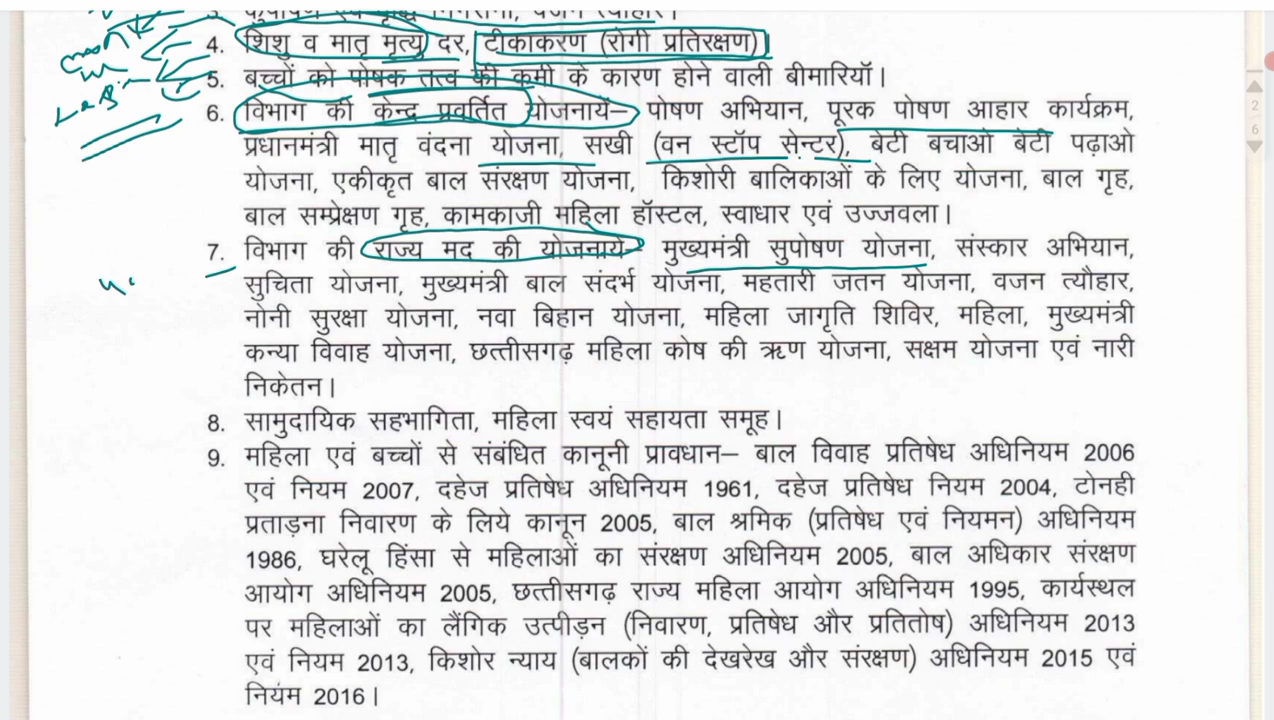 3. कुपोषण एवं वृद्धि निगरानी, वजन त्यौहार।
4. शिशु व मातृ मृत्यु दर, टीकाकरण (रोगी प्रतिरक्षण)
5. बच्चों को पोषक तत्व की कमी के कारण होने वाली बीमारियॉ।
6. विभाग की केन्द्र प्रवर्तित योजनायें– पोषण अभियान, पूरक पोषण आहार कार्यक्रम,
प्रधानमंत्री मातृ वंदना योजना, सखी (वन स्टॉप सेन्टर), बेटी बचाओ बेटी पढ़ाओ
योजना, एकीकृत बाल संरक्षण योजना, किशोरी बालिकाओं के लिए योजना, बाल गृह,
बाल सम्प्रेक्षण गृह, कामकाजी महिला हॉस्टल, स्वाधार एवं उज्जवला।
7. विभाग की राज्य मद की योजनायें– मुख्यमंत्री सुपोषण योजना, संस्कार अभियान,
सुचिता योजना, मुख्यमंत्री बाल संदर्भ योजना, महतारी जतन योजना, वजन त्यौहार,
नोनी सुरक्षा योजना, नवा बिहान योजना, महिला जागृति शिविर, महिला, मुख्यमंत्री
कन्या विवाह योजना, छत्तीसगढ़ महिला कोष की ऋण योजना, सक्षम योजना एवं नारी
निकेतन।
8. सामुदायिक सहभागिता, महिला स्वयं सहायता समूह।
9. महिला एवं बच्चों से संबंधित कानूनी प्रावधान– बाल विवाह प्रतिषेध अधिनियम 2006
एवं नियम 2007, दहेज प्रतिषेध अधिनियम 1961, दहेज प्रतिषेध नियम 2004, टोनही
प्रताड़ना निवारण के लिये कानून 2005, बाल श्रमिक (प्रतिषेध एवं नियमन) अधिनियम
1986, घरेलू हिंसा से महिलाओं का संरक्षण अधिनियम 2005, बाल अधिकार संरक्षण
आयोग अधिनियम 2005, छत्तीसगढ़ राज्य महिला आयोग अधिनियम 1995, कार्यस्थल
पर महिलाओं का लैंगिक उत्पीड़न (निवारण, प्रतिषेध और प्रतितोष) अधिनियम 2013
एवं नियम 2013, किशोर न्याय (बालकों की देखरेख और संरक्षण) अधिनियम 2015 एवं
नियंम 2016।
2
6